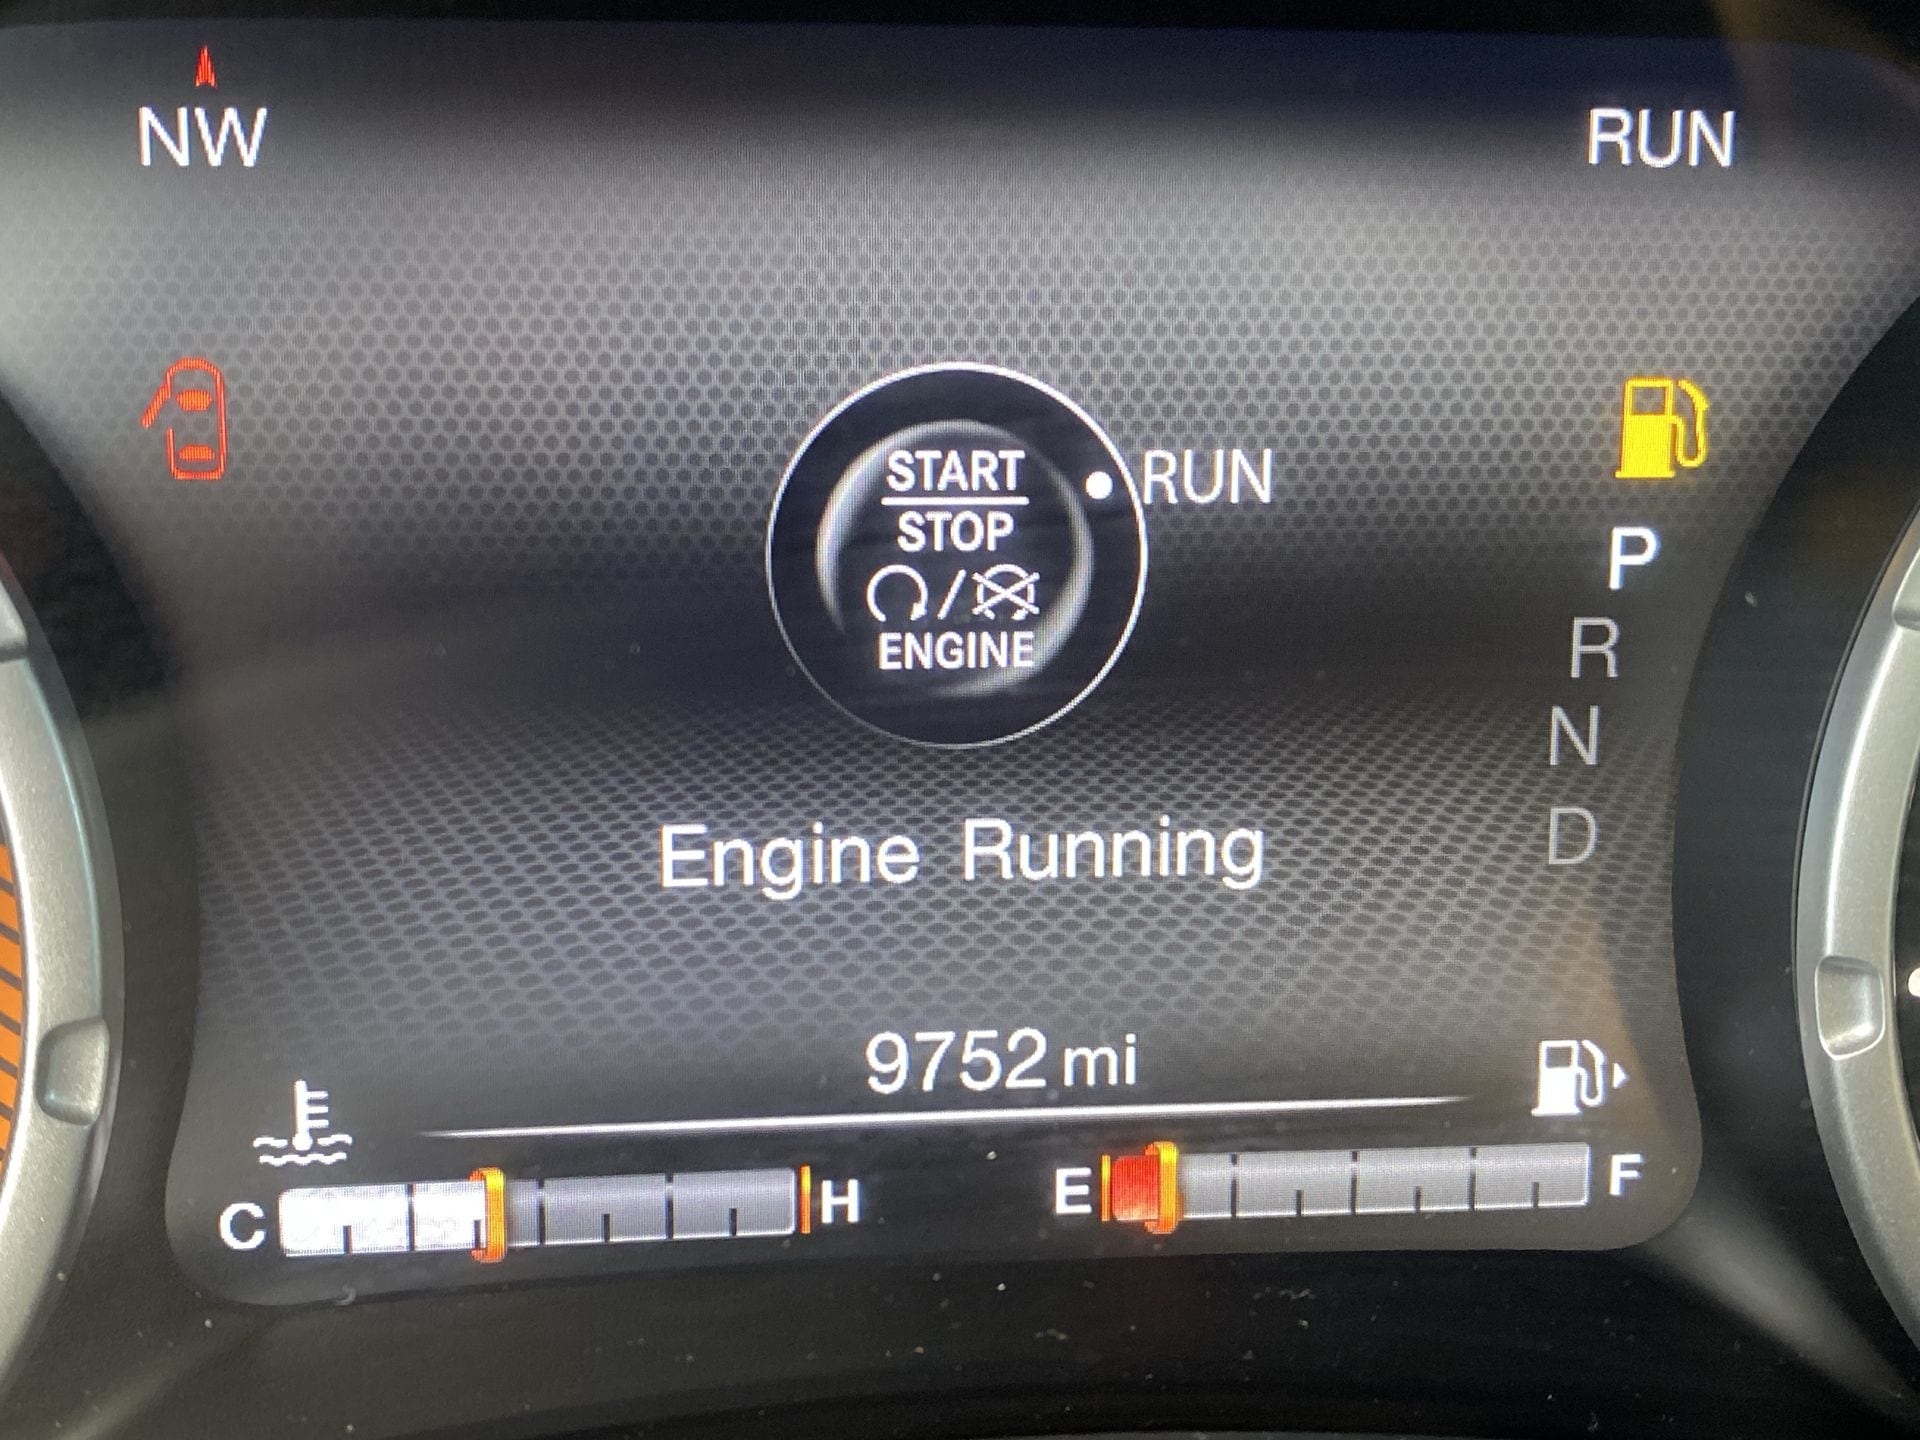 NW
RUN
START
STOP
RUN
ENGINE
P
R
N
D
Engine Running
9752 mi
C
H
E
F